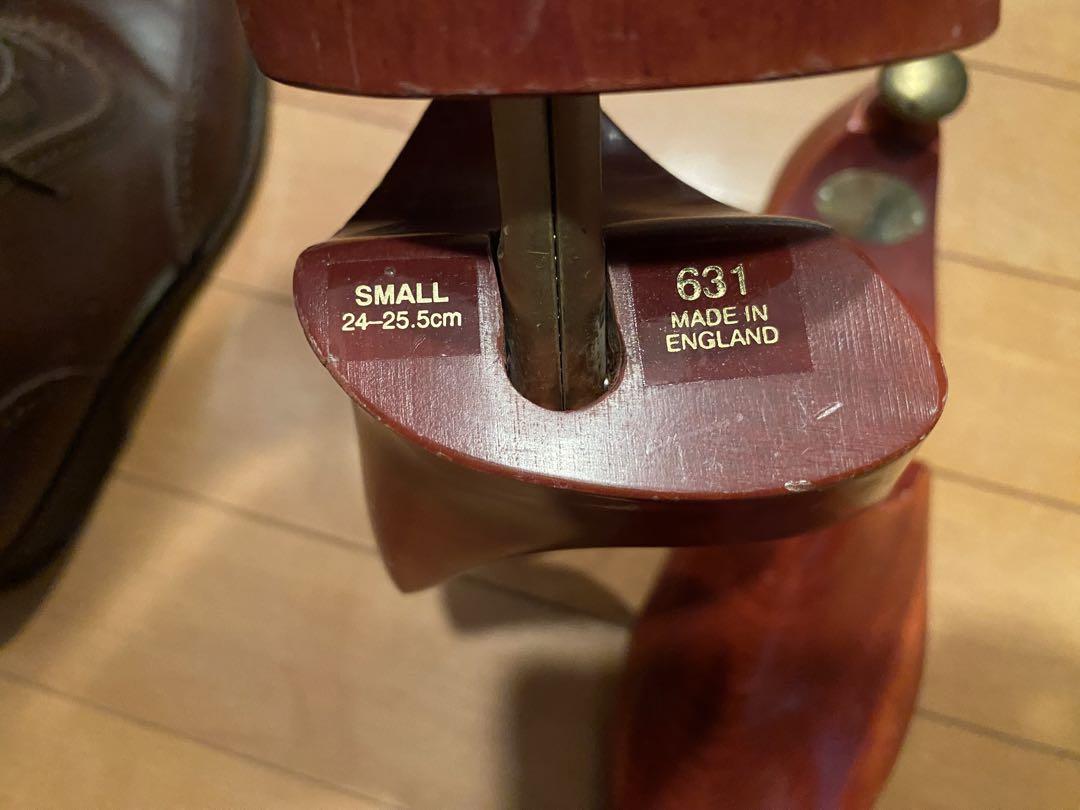 SMALL
24–25.5cm
631
MADE IN
ENGLAND